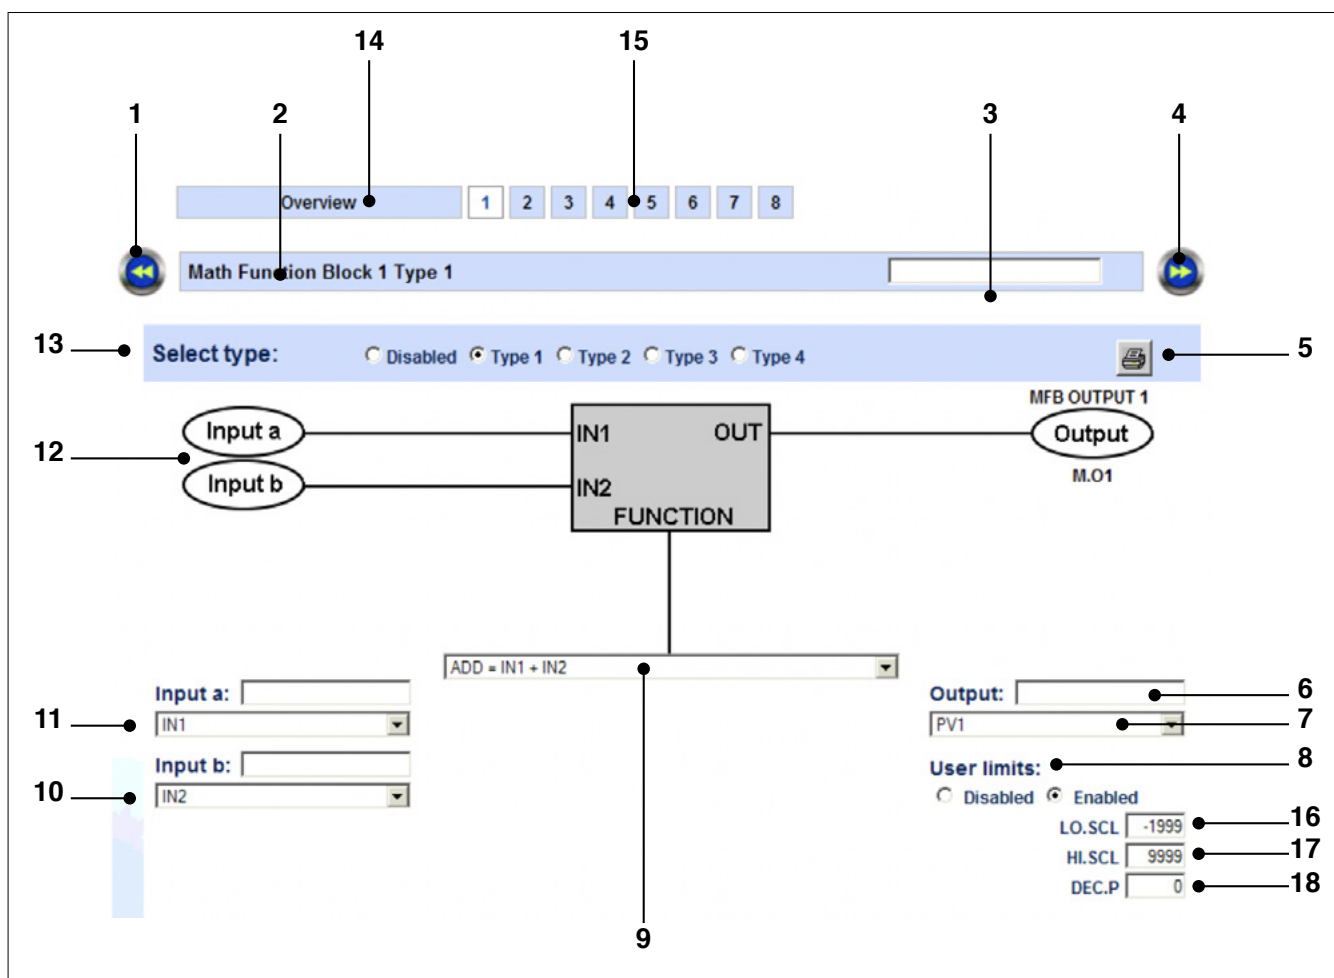 14 15
1 2 3 4
Overview 1 2 3 4 5 6 7 8
Math Function Block 1 Type 1
13 Select type: Disabled Type 1 Type 2 Type 3 Type 4 5
MFB OUTPUT 1
Input a IN1 OUT Output
12
Input b IN2 M.O1
FUNCTION
ADD = IN1 + IN2
Input a: Output: 6
11 IN1 PV1 7
Input b: User limits: 8
10 IN2 Disabled Enabled
LO.SCL -1999 16
HI.SCL 9999 17
DEC.P 0 18
9